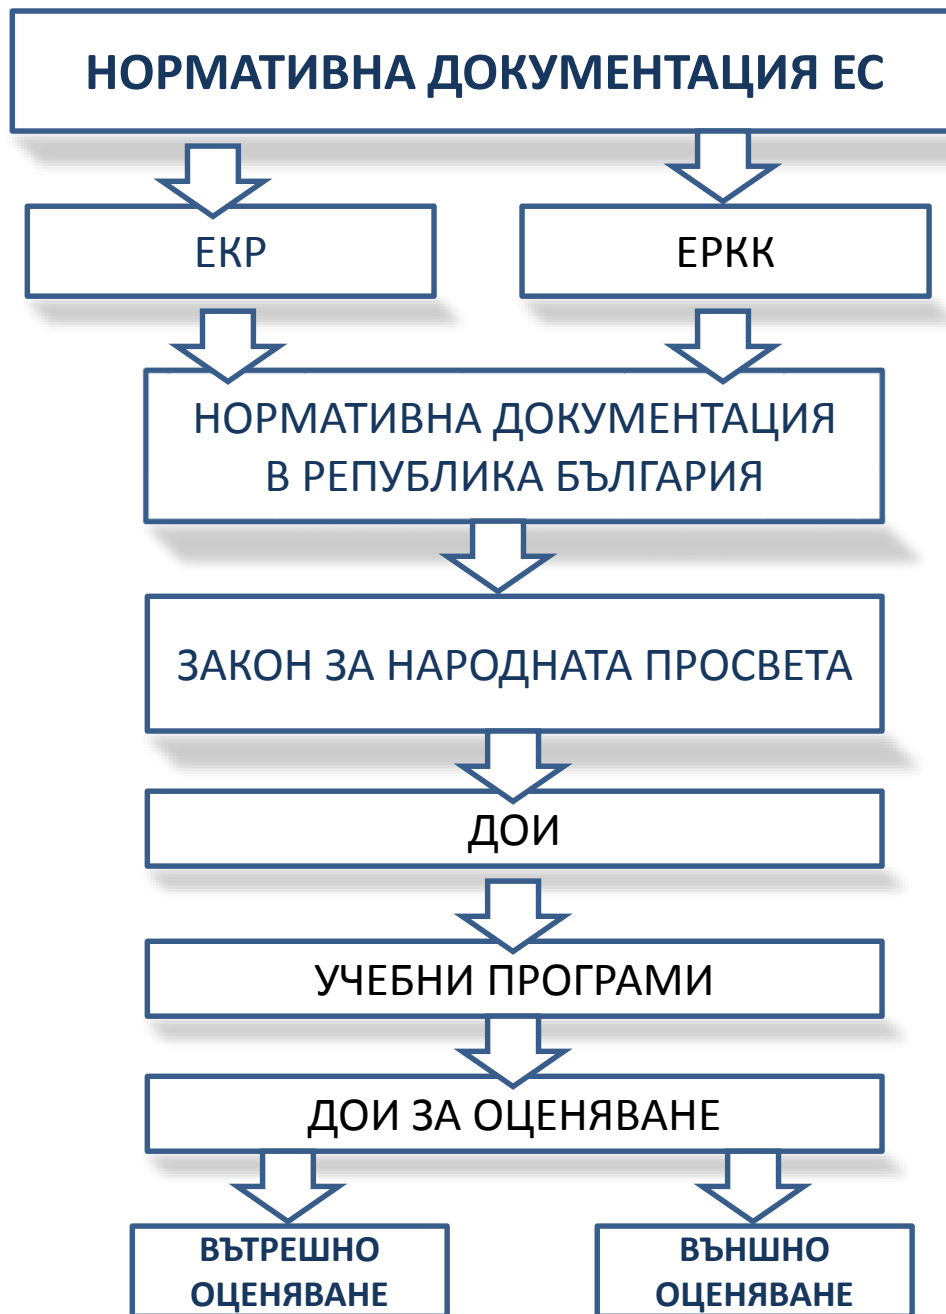 НОРМАТИВНА ДОКУМЕНТАЦИЯ ЕС
ЕКР
ЕРКК
НОРМАТИВНА ДОКУМЕНТАЦИЯ
В РЕПУБЛИКА БЪЛГАРИЯ
ЗАКОН ЗА НАРОДНАТА ПРОСВЕТА
ДОИ
УЧЕБНИ ПРОГРАМИ
ДОИ ЗА ОЦЕНЯВАНЕ
ВЪТРЕШНО
ОЦЕНЯВАНЕ
ВЪНШНО
ОЦЕНЯВАНЕ